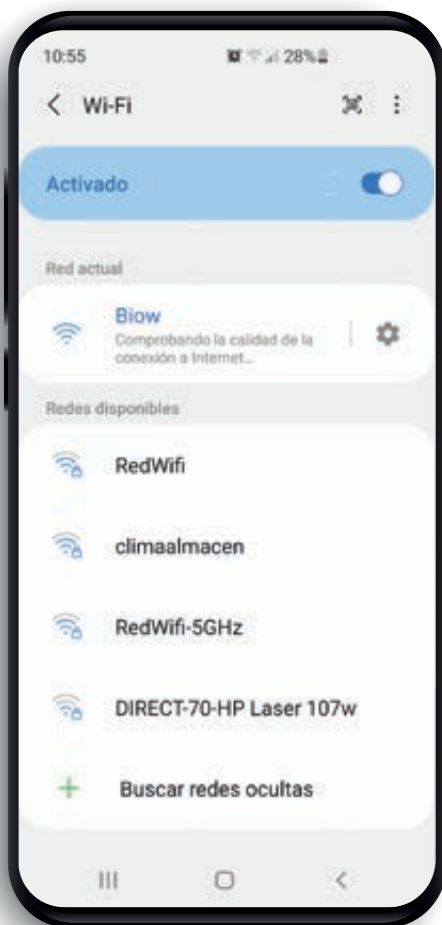 10:55 28%
Wi-Fi
Activado
Red actual
Biow
Comprobando la calidad de la
conexión a Internet...
Redes disponibles
RedWifi
climaalmacen
RedWifi-5GHz
DIRECT-70-HP Laser 107w
Buscar redes ocultas